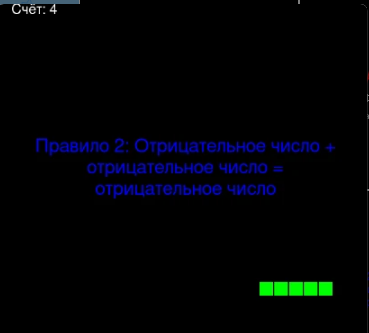 Счёт: 4
Правило 2: Отрицательное число +
отрицательное число =
отрицательное число